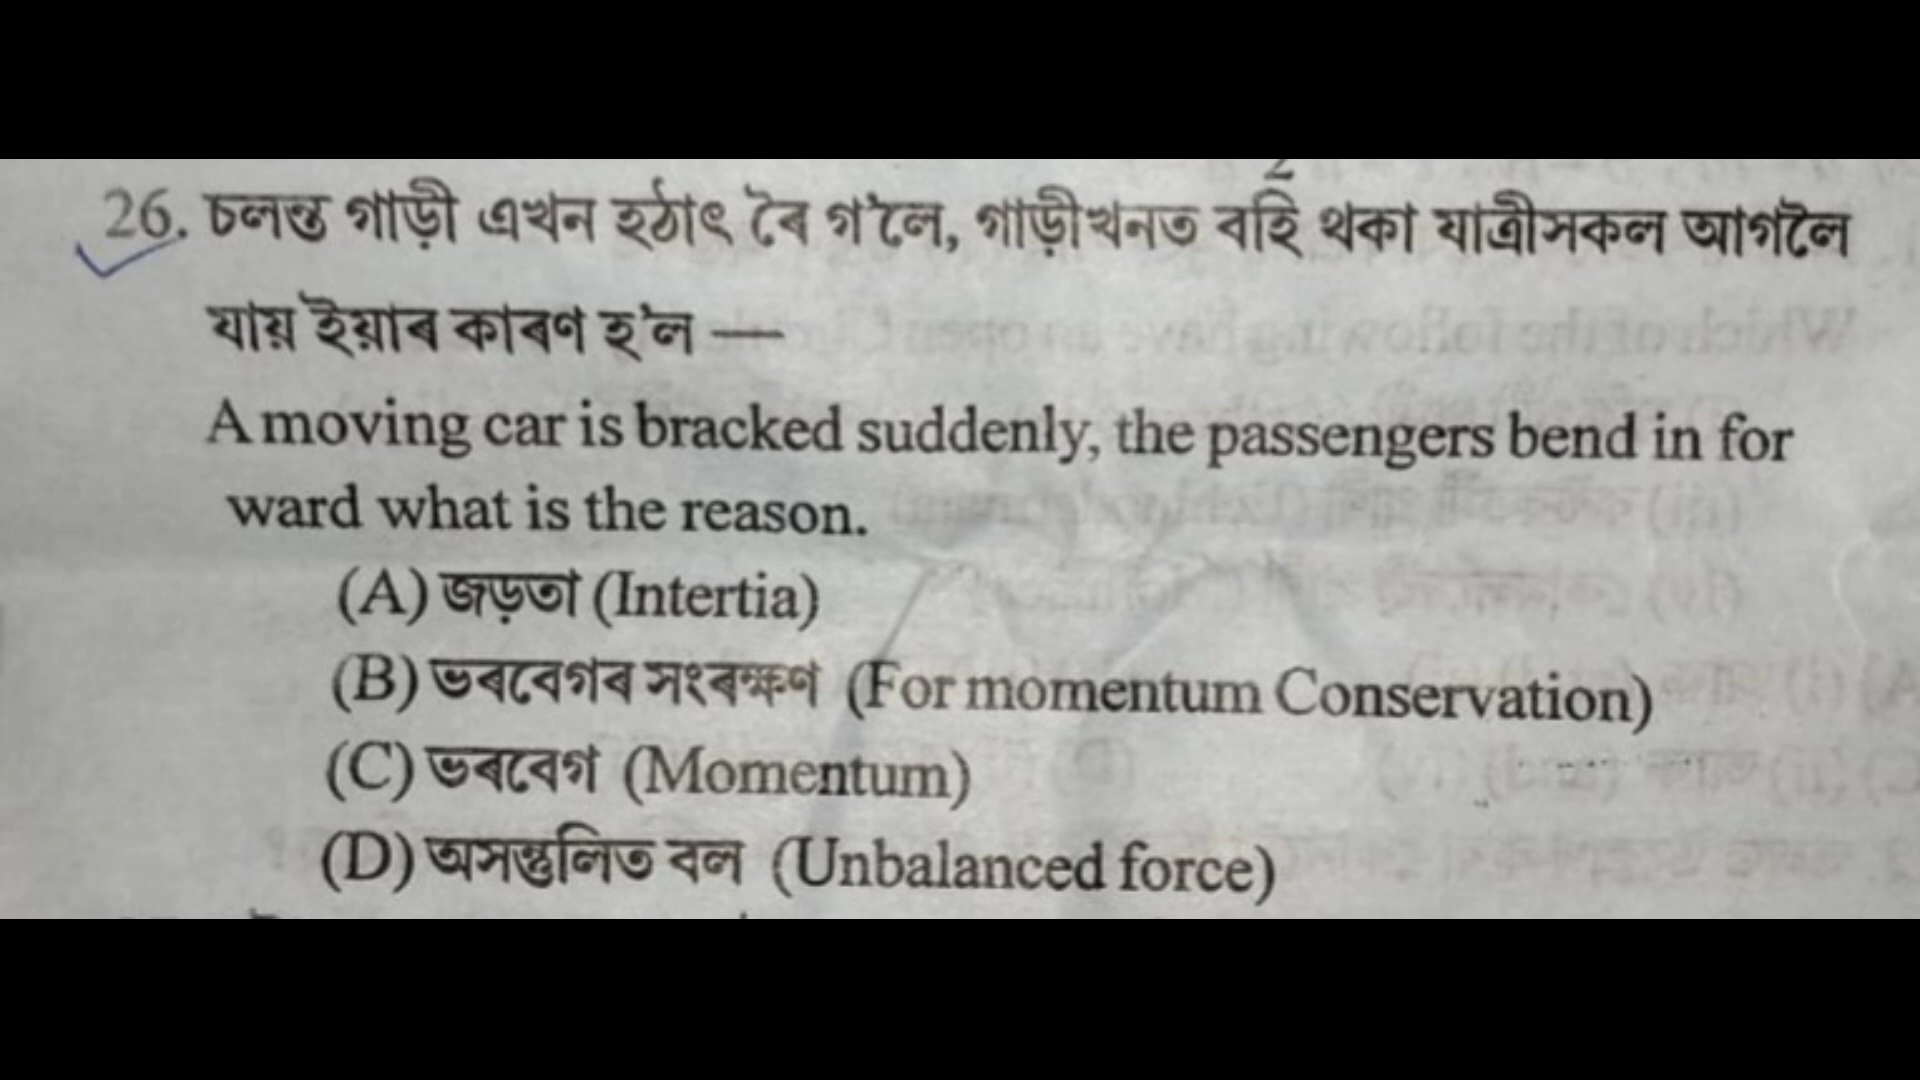 26. চলন্ত গাড়ী এখন হঠাৎ ৰৈ গ'লে, গাড়ীখনত বহি থকা যাত্ৰীসকল আগলৈ
যায় ইয়াৰ কাৰণ হ'ল —
A moving car is bracked suddenly, the passengers bend in for
ward what is the reason.
(A) জড়তা (Intertia)
(B) ভৰবেগৰ সংৰক্ষণ (For momentum Conservation)
(C) ভৰবেগ (Momentum)
(D) অসন্তুলিত বল (Unbalanced force)